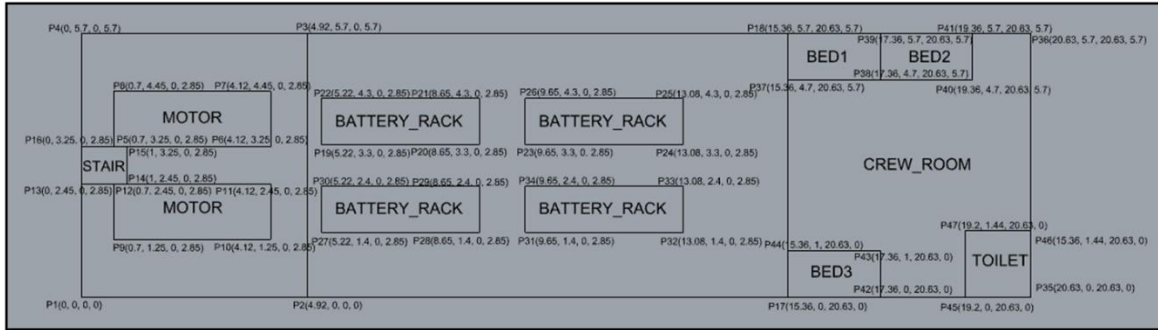 P4(0, 5.7, 0, 5.7)
P3(4.92, 5.7, 0, 5.7)
P18(15.36, 5.7, 20.63, 5.7)
P41(19.36, 5.7, 20.63, 5.7)
P39(17.36, 5.7, 20.63, 5.7)
P36(20.63, 5.7, 20.63, 5.7)
BED1
BED2
P38(17.36, 4.7, 20.63, 5.7)
P37(15.36, 4.7, 20.63, 5.7)
P40(19.36, 4.7, 20.63, 5.7)
P8(0.7, 4.45, 0, 2.85)
P7(4.12, 4.45, 0, 2.85)
P22(5.22, 4.3, 0, 2.85)
P21(8.65, 4.3, 0, 2.85)
P26(9.65, 4.3, 0, 2.85)
P25(13.08, 4.3, 0, 2.85)
MOTOR
BATTERY_RACK
BATTERY_RACK
P16(0, 3.25, 0, 2.85)
P5(0.7, 3.25, 0, 2.85)
P6(4.12, 3.25, 0, 2.85)
P15(1, 3.25, 0, 2.85)
P19(5.22, 3.3, 0, 2.85)
P20(8.65, 3.3, 0, 2.85)
P23(9.65, 3.3, 0, 2.85)
P24(13.08, 3.3, 0, 2.85)
STAIR
CREW_ROOM
P14(1, 2.45, 0, 2.85)
P13(0, 2.45, 0, 2.85)
P12(0.7, 2.45, 0, 2.85)
P11(4.12, 2.45, 0, 2.85)
P30(5.22, 2.4, 0, 2.85)
P29(8.65, 2.4, 0, 2.85)
P34(9.65, 2.4, 0, 2.85)
P33(13.08, 2.4, 0, 2.85)
MOTOR
BATTERY_RACK
BATTERY_RACK
P9(0.7, 1.25, 0, 2.85)
P10(4.12, 1.25, 0, 2.85)
P27(5.22, 1.4, 0, 2.85)
P28(8.65, 1.4, 0, 2.85)
P31(9.65, 1.4, 0, 2.85)
P32(13.08, 1.4, 0, 2.85)
P47(19.2, 1.44, 20.63, 0)
P46(15.36, 1.44, 20.63, 0)
P44(15.36, 1, 20.63, 0)
P43(17.36, 1, 20.63, 0)
TOILET
BED3
P42(17.36, 0, 20.63, 0)
P35(20.63, 0, 20.63, 0)
P1(0, 0, 0, 0)
P2(4.92, 0, 0, 0)
P17(15.36, 0, 20.63, 0)
P45(19.2, 0, 20.63, 0)